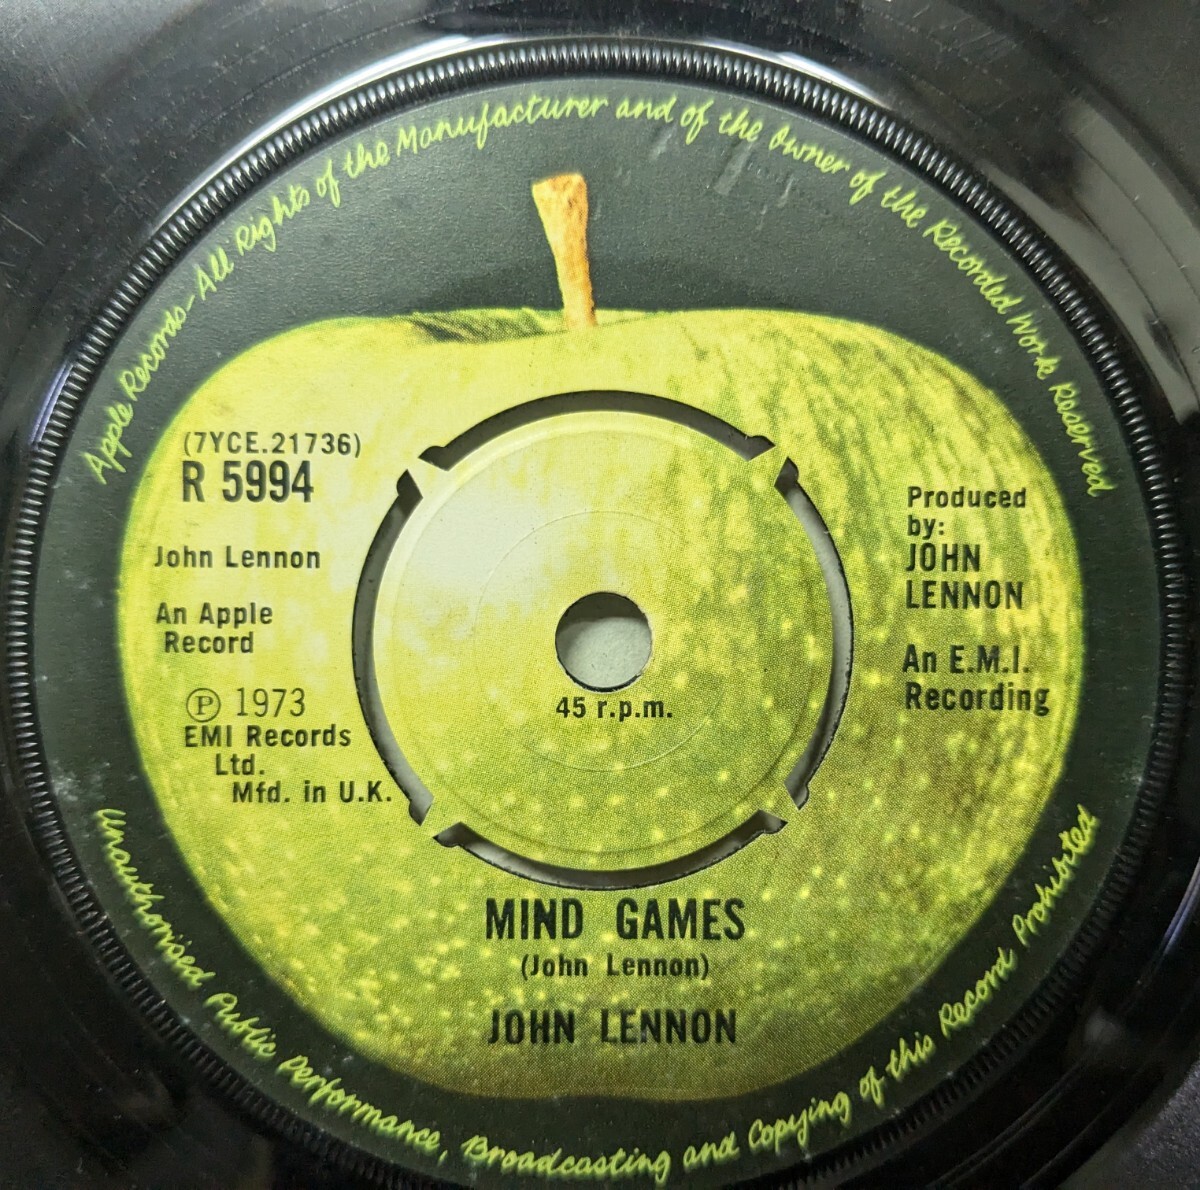 Apple Records-All Rights of the Manufacturer and of the Owner of the Recorded Work Reserved
(7YCE.21736)
R 5994
John Lennon
An Apple
Record
Ⓟ 1973
EMI Records
Ltd.
Mfd. in U.K.
45 r.p.m.
Produced
by:
JOHN
LENNON
An E.M.I.
Recording
MIND GAMES
(John Lennon)
JOHN LENNON
Unauthorised Public Performance, Broadcasting and Copying of this Record Prohibited